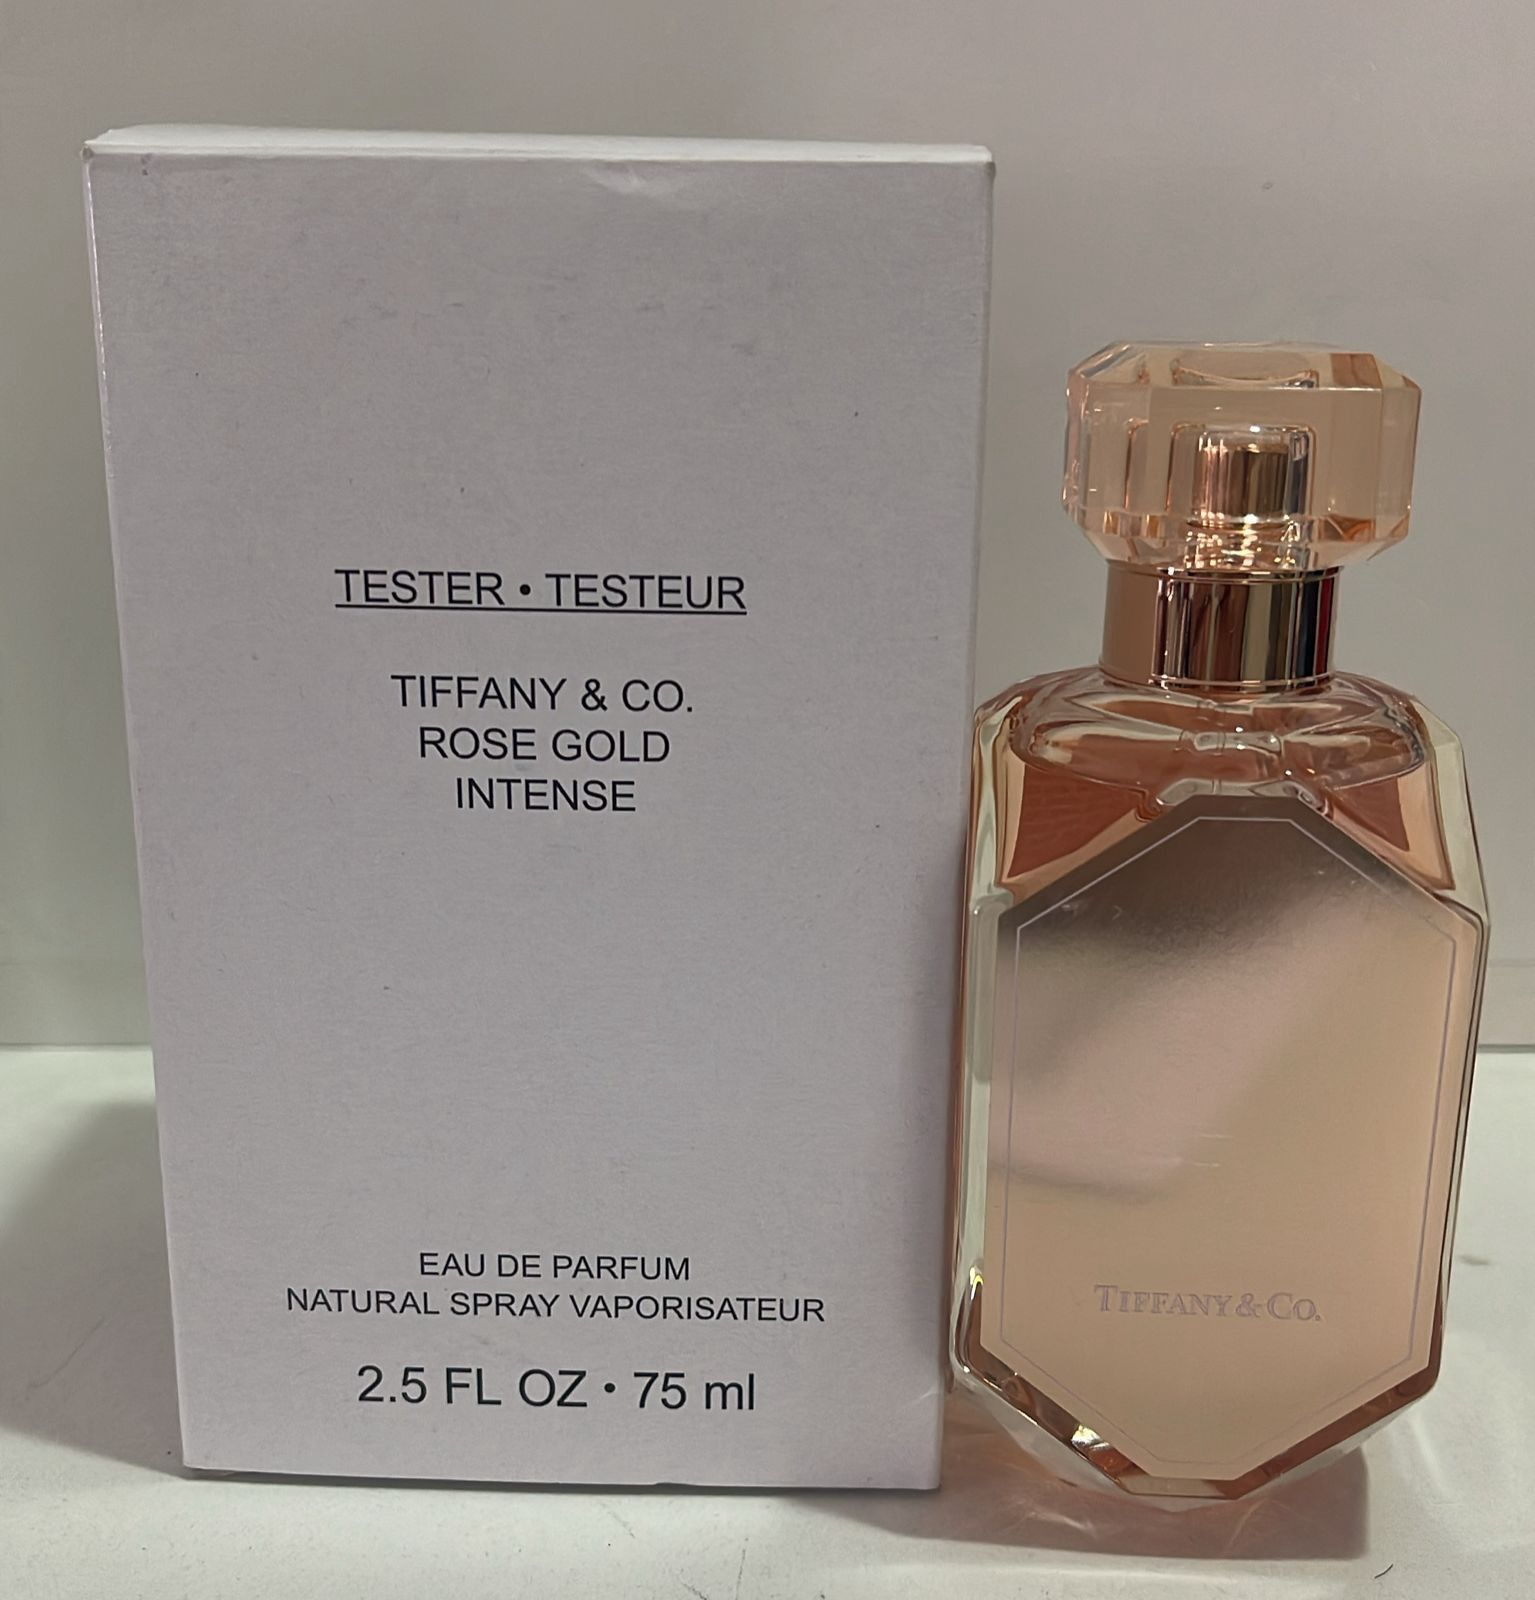 TESTER • TESTEUR
TIFFANY & CO.
ROSE GOLD
INTENSE
EAU DE PARFUM
NATURAL SPRAY VAPORISATEUR
2.5 FL OZ • 75 ml
TIFFANY & CO.